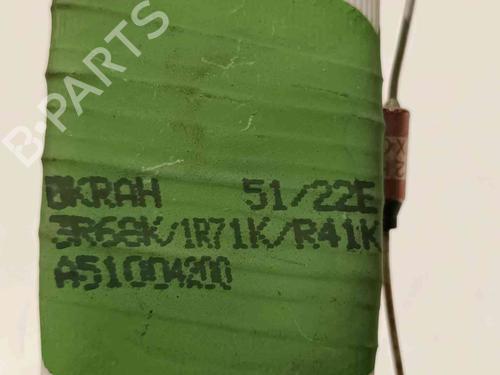 B-PARTS
BKRAH 51/22E
3R68K/1R71K/R41K
A51004200